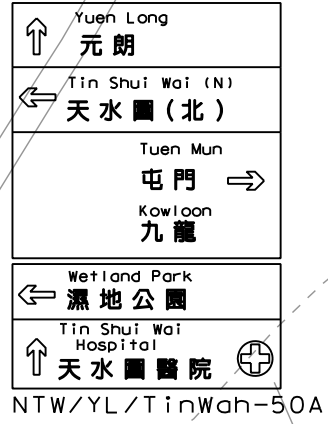 Yuen Long
元朗
Tin Shui Wai (N)
天水圍(北)
Tuen Mun
屯門
Kowloon
九龍
Wetland Park
濕地公園
Tin Shui Wai
Hospital
天水圍醫院
NTW/YL/TinWah-50A